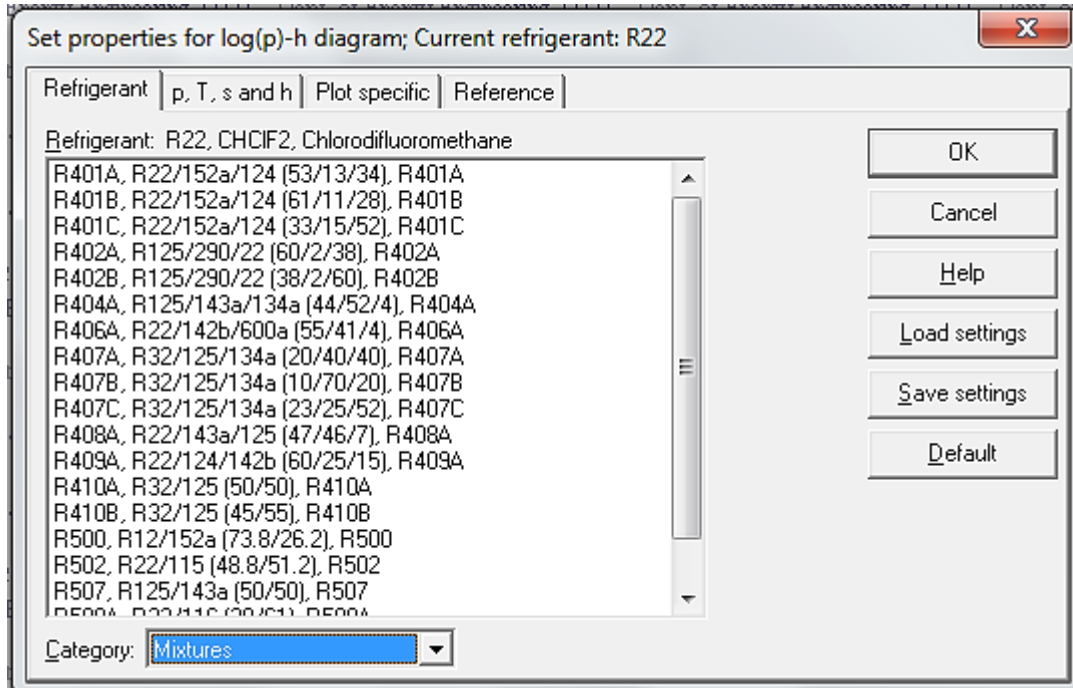 Set properties for log(p)-h diagram; Current refrigerant: R22
Refrigerant p, T, s and h Plot specific Reference
Refrigerant: R22, CHClF2, Chlorodifluoromethane
R401A, R22/152a/124 (53/13/34), R401A
R401B, R22/152a/124 (61/11/28), R401B
R401C, R22/152a/124 (33/15/52), R401C
R402A, R125/290/22 (60/2/38), R402A
R402B, R125/290/22 (38/2/60), R402B
R404A, R125/143a/134a (44/52/4), R404A
R406A, R22/142b/600a (55/41/4), R406A
R407A, R32/125/134a (20/40/40), R407A
R407B, R32/125/134a (10/70/20), R407B
R407C, R32/125/134a (23/25/52), R407C
R408A, R22/143a/125 (47/46/7), R408A
R409A, R22/124/142b (60/25/15), R409A
R410A, R32/125 (50/50), R410A
R410B, R32/125 (45/55), R410B
R500, R12/152a (73.8/26.2), R500
R502, R22/115 (48.8/51.2), R502
R507, R125/143a (50/50), R507
Category: Mixtures
OK
Cancel
Help
Load settings
Save settings
Default